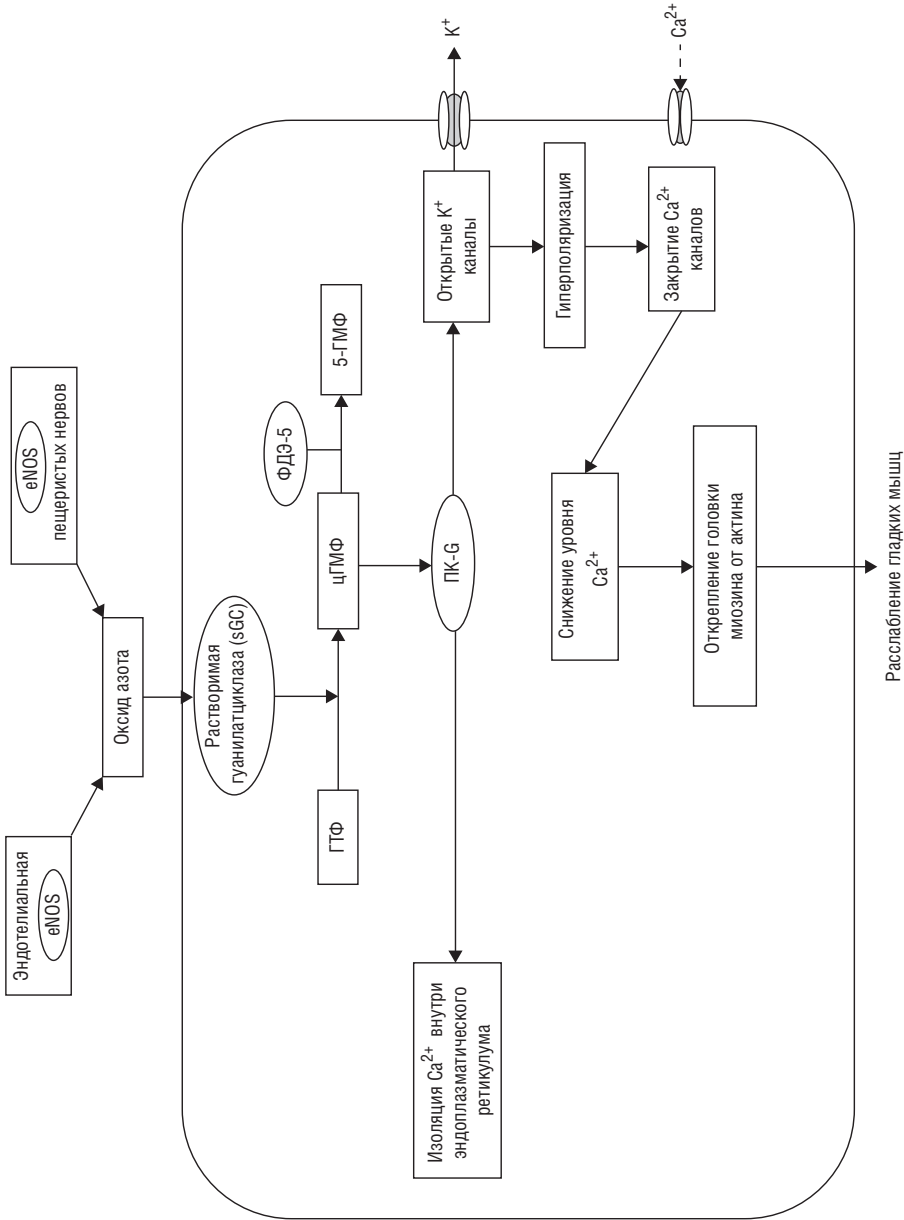 Эндотелиальная
eNOS
eNOS
пещеристых нервов
Оксид азота
Растворимая
гуанилатциклаза (sGC)
ГТФ
цГМФ
ФДЭ-5
5-ГМФ
ПК-G
Изоляция Ca²⁺ внутри
эндоплазматического
ретикулума
Открытые K⁺
каналы
K⁺
Гиперполяризация
Закрытие Ca²⁺
каналов
Ca²⁺
Снижение уровня
Ca²⁺
Открепление головки
миозина от актина
Расслабление гладких мышц